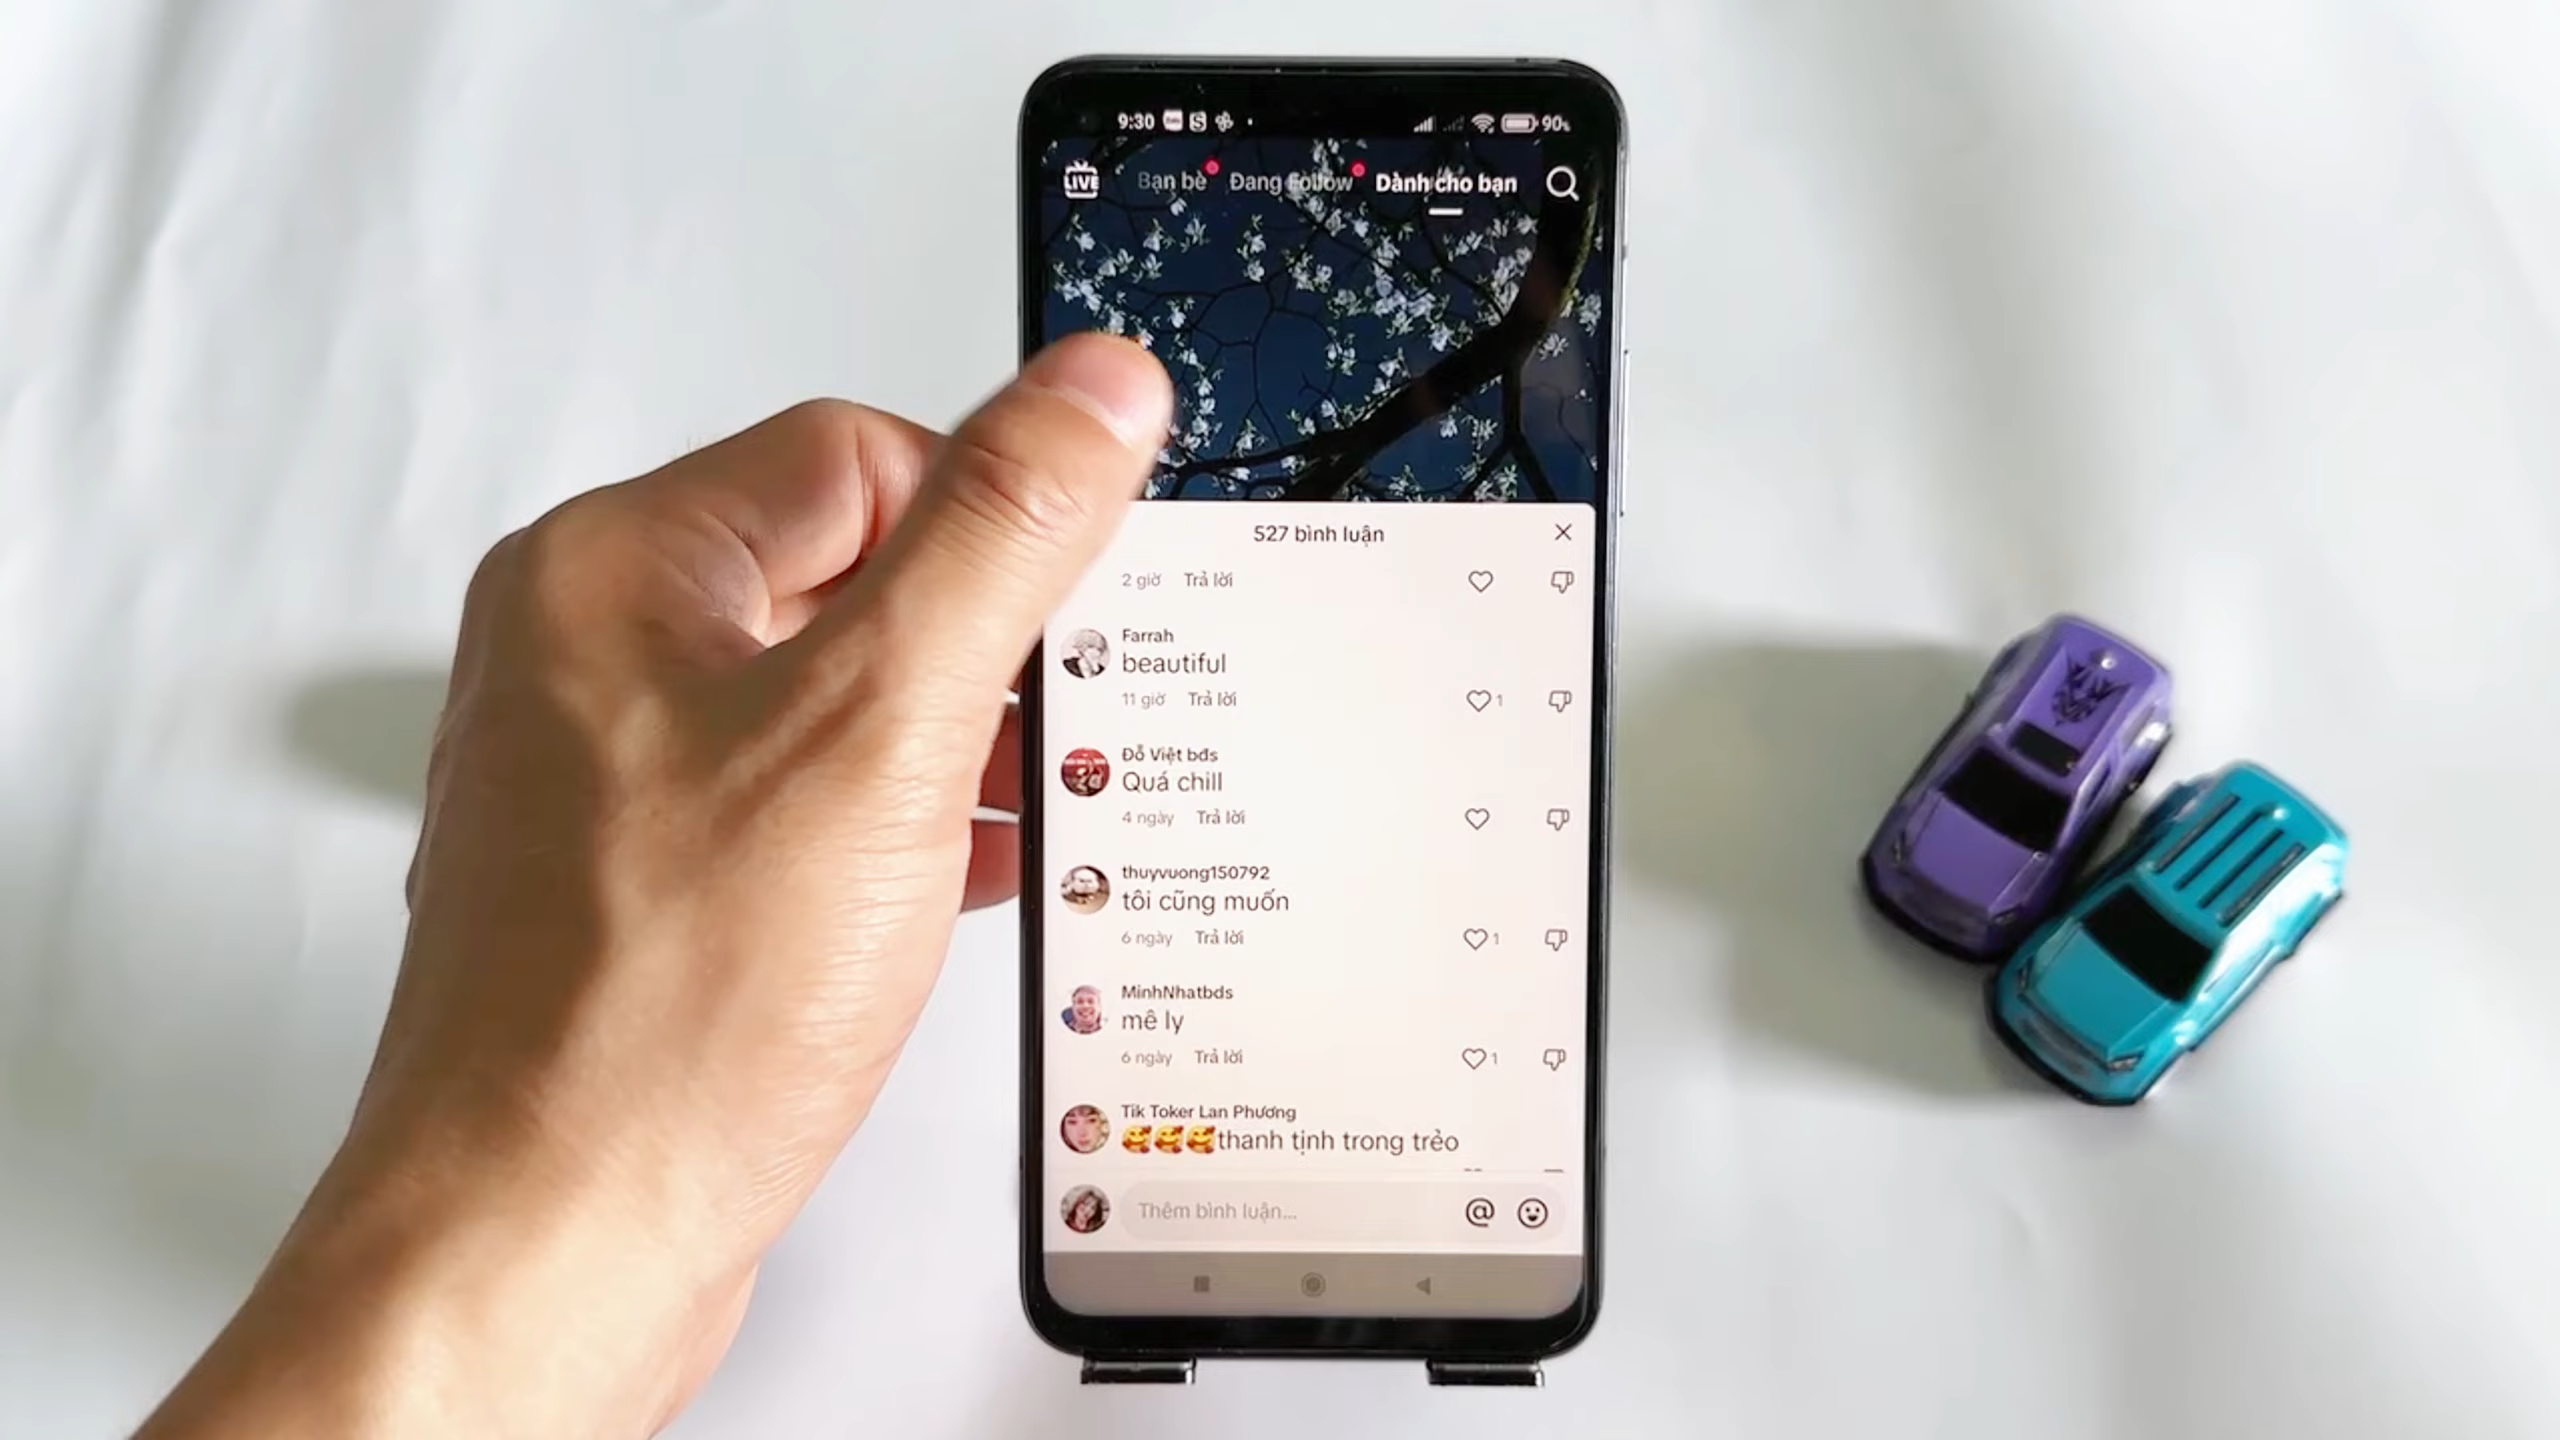 9:30
90%
LIVE Bạn bè Đang Follow Dành cho bạn
527 bình luận
2 giờ Trả lời
Farrah
beautiful
11 giờ Trả lời 1
Đỗ Việt bđs
Quá chill
4 ngày Trả lời
thuyvuong150792
tôi cũng muốn
6 ngày Trả lời 1
MinhNhatbds
mê ly
6 ngày Trả lời 1
Tik Toker Lan Phương
🥰🥰🥰thanh tịnh trong trẻo
Thêm bình luận...
@